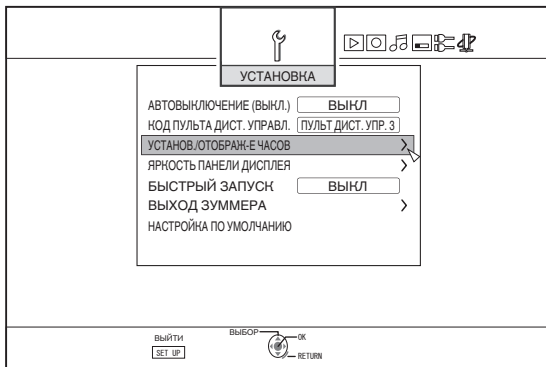 УСТАНОВКА
АВТОВЫКЛЮЧЕНИЕ (ВЫКЛ.) ВЫКЛ
КОД ПУЛЬТА ДИСТ. УПРАВЛ. ПУЛЬТ ДИСТ. УПР. 3
УСТАНОВ./ОТОБРАЖ-Е ЧАСОВ
ЯРКОСТЬ ПАНЕЛИ ДИСПЛЕЯ
БЫСТРЫЙ ЗАПУСК ВЫКЛ
ВЫХОД ЗУММЕРА
НАСТРОЙКА ПО УМОЛЧАНИЮ
ВЫЙТИ
SET UP
ВЫБОР
OK
RETURN